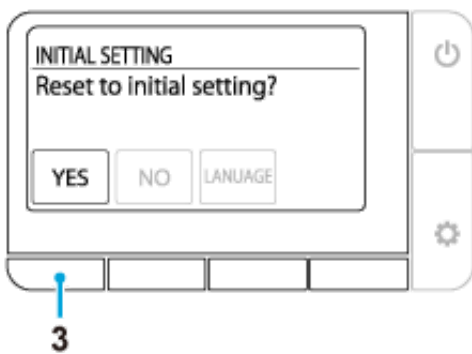 INITIAL SETTING
Reset to initial setting?
YES NO LANUAGE
3